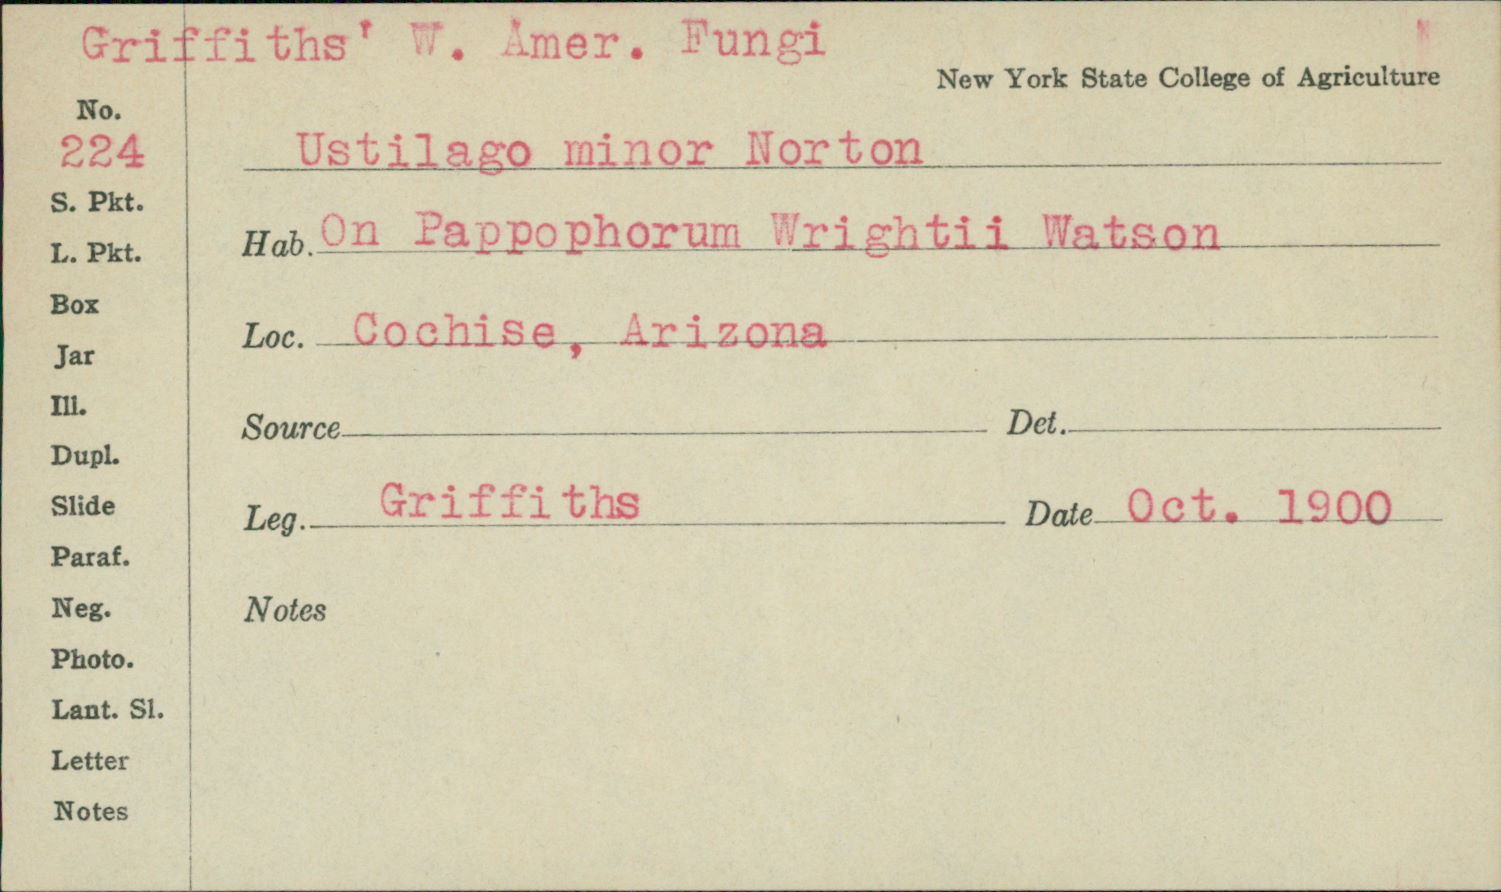 Griffiths' W. Amer. Fungi
New York State College of Agriculture
No.
224
Ustilago minor Norton
S. Pkt.
Hab. On Pappophorum Wrightii Watson
L. Pkt.
Box
Loc. Cochise, Arizona
Jar
Ill.
Source Det.
Dupl.
Slide
Leg. Griffiths Date Oct. 1900
Paraf.
Neg.
Notes
Photo.
Lant. Sl.
Letter
Notes